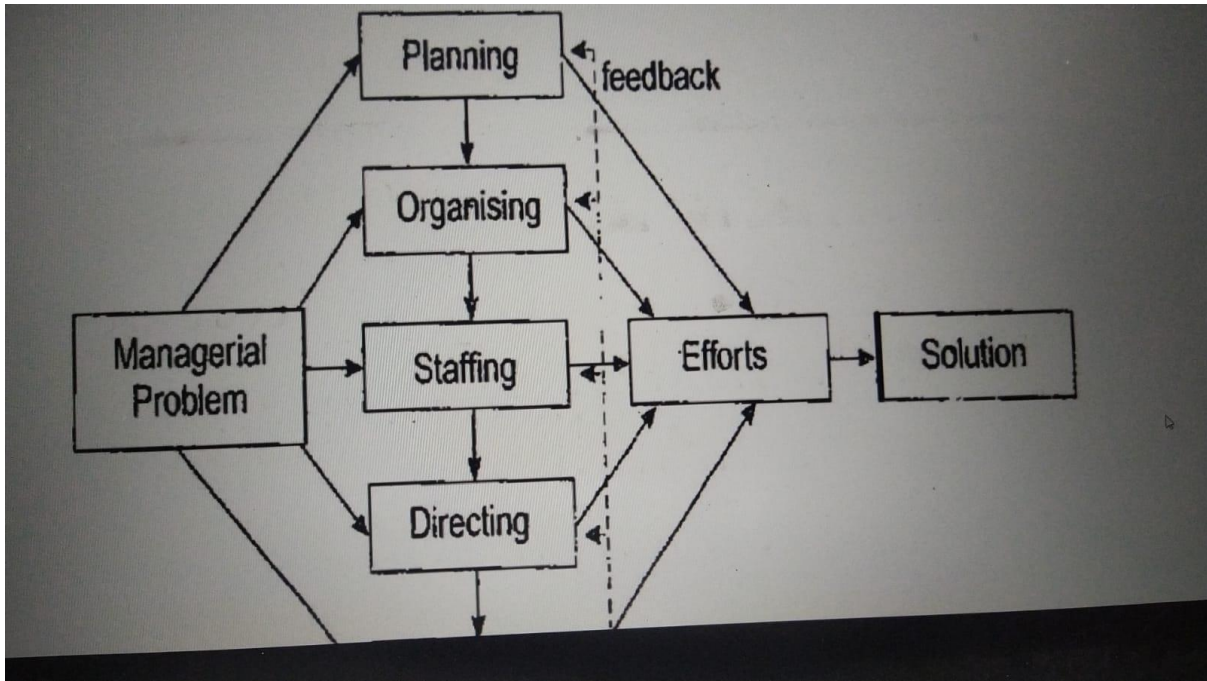 Planning
feedback
Organising
Managerial
Problem
Staffing
Efforts
Solution
Directing